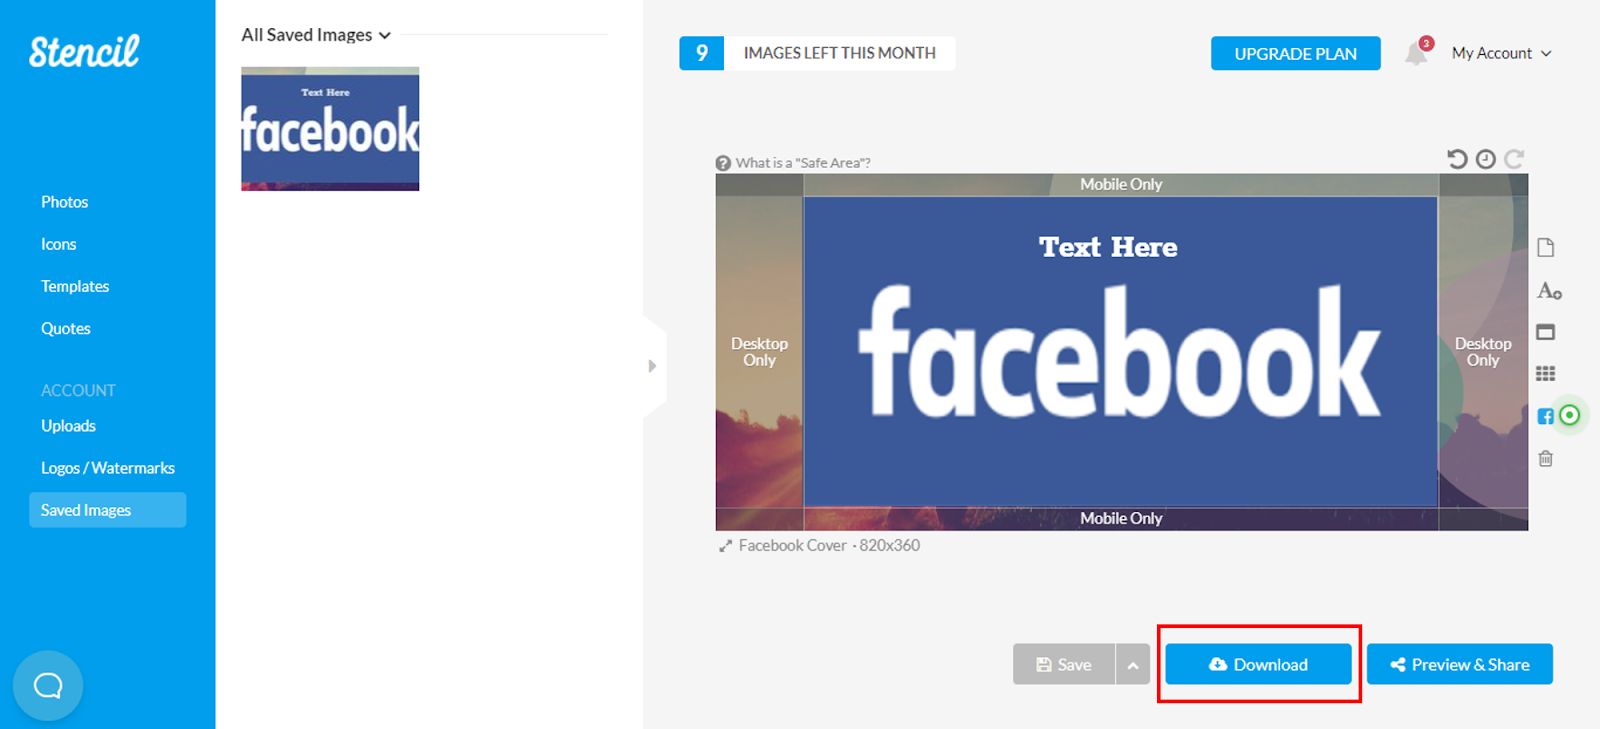 Stencil
Photos
Icons
Templates
Quotes
ACCOUNT
Uploads
Logos / Watermarks
Saved Images
All Saved Images
Text Here
facebook
9 IMAGES LEFT THIS MONTH
UPGRADE PLAN
3
My Account
What is a "Safe Area"?
Mobile Only
Text Here
facebook
Desktop
Only
Desktop
Only
Mobile Only
Facebook Cover · 820x360
Save
Download
Preview & Share